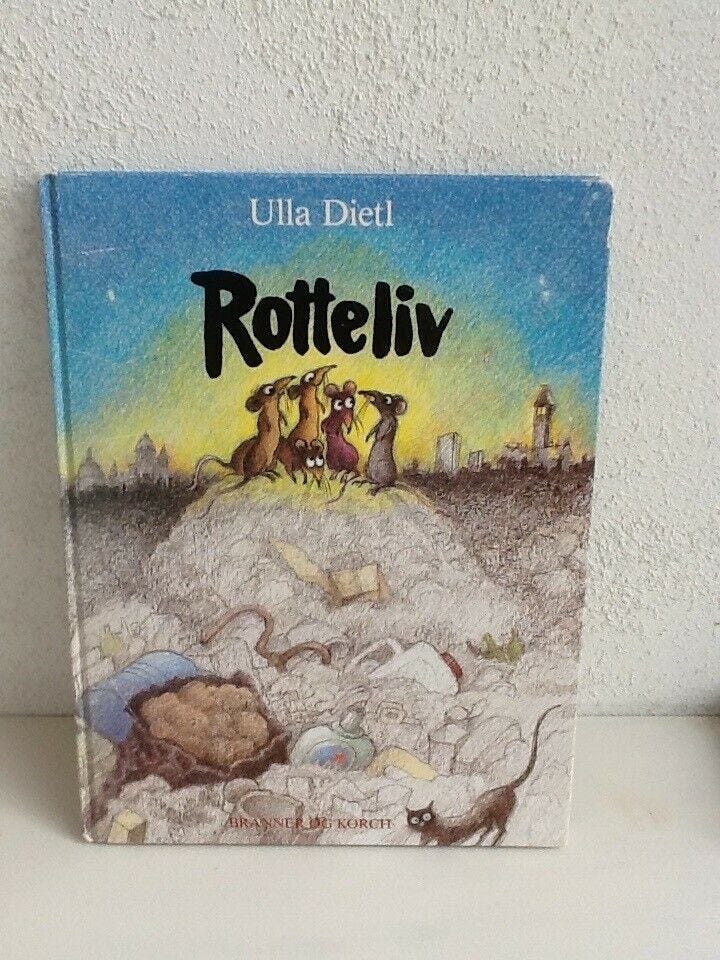 Ulla Dietl
Rotteliv
BRANNER OG KORCH